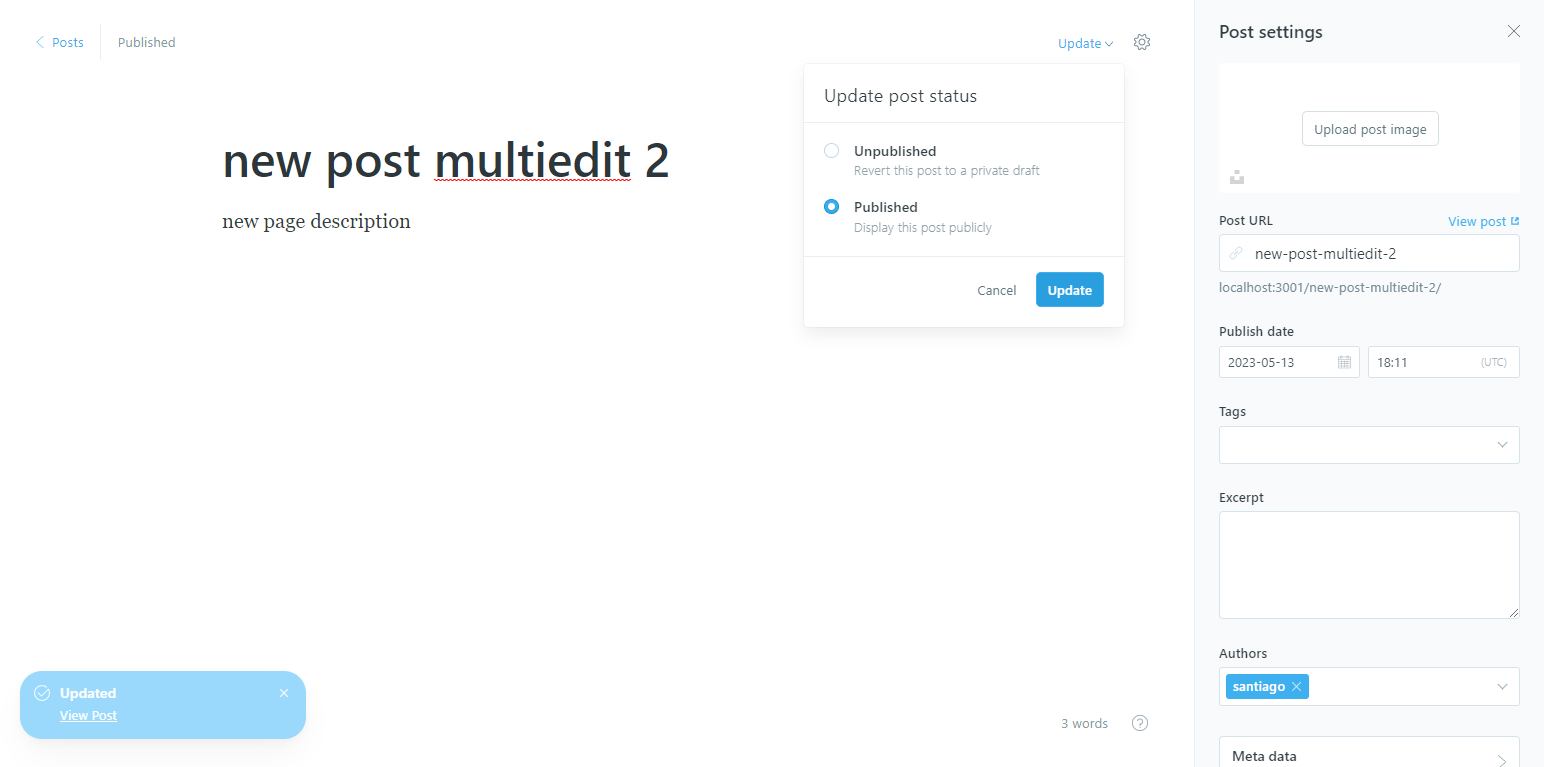 Posts
Published
Update
new post multiedit 2
new page description
Update post status
Unpublished
Revert this post to a private draft
Published
Display this post publicly
Cancel
Update
Updated
View Post
3 words
?
Post settings
Upload post image
Post URL
View post
new-post-multiedit-2
localhost:3001/new-post-multiedit-2/
Publish date
2023-05-13
18:11
(UTC)
Tags
Excerpt
Authors
santiago
Meta data